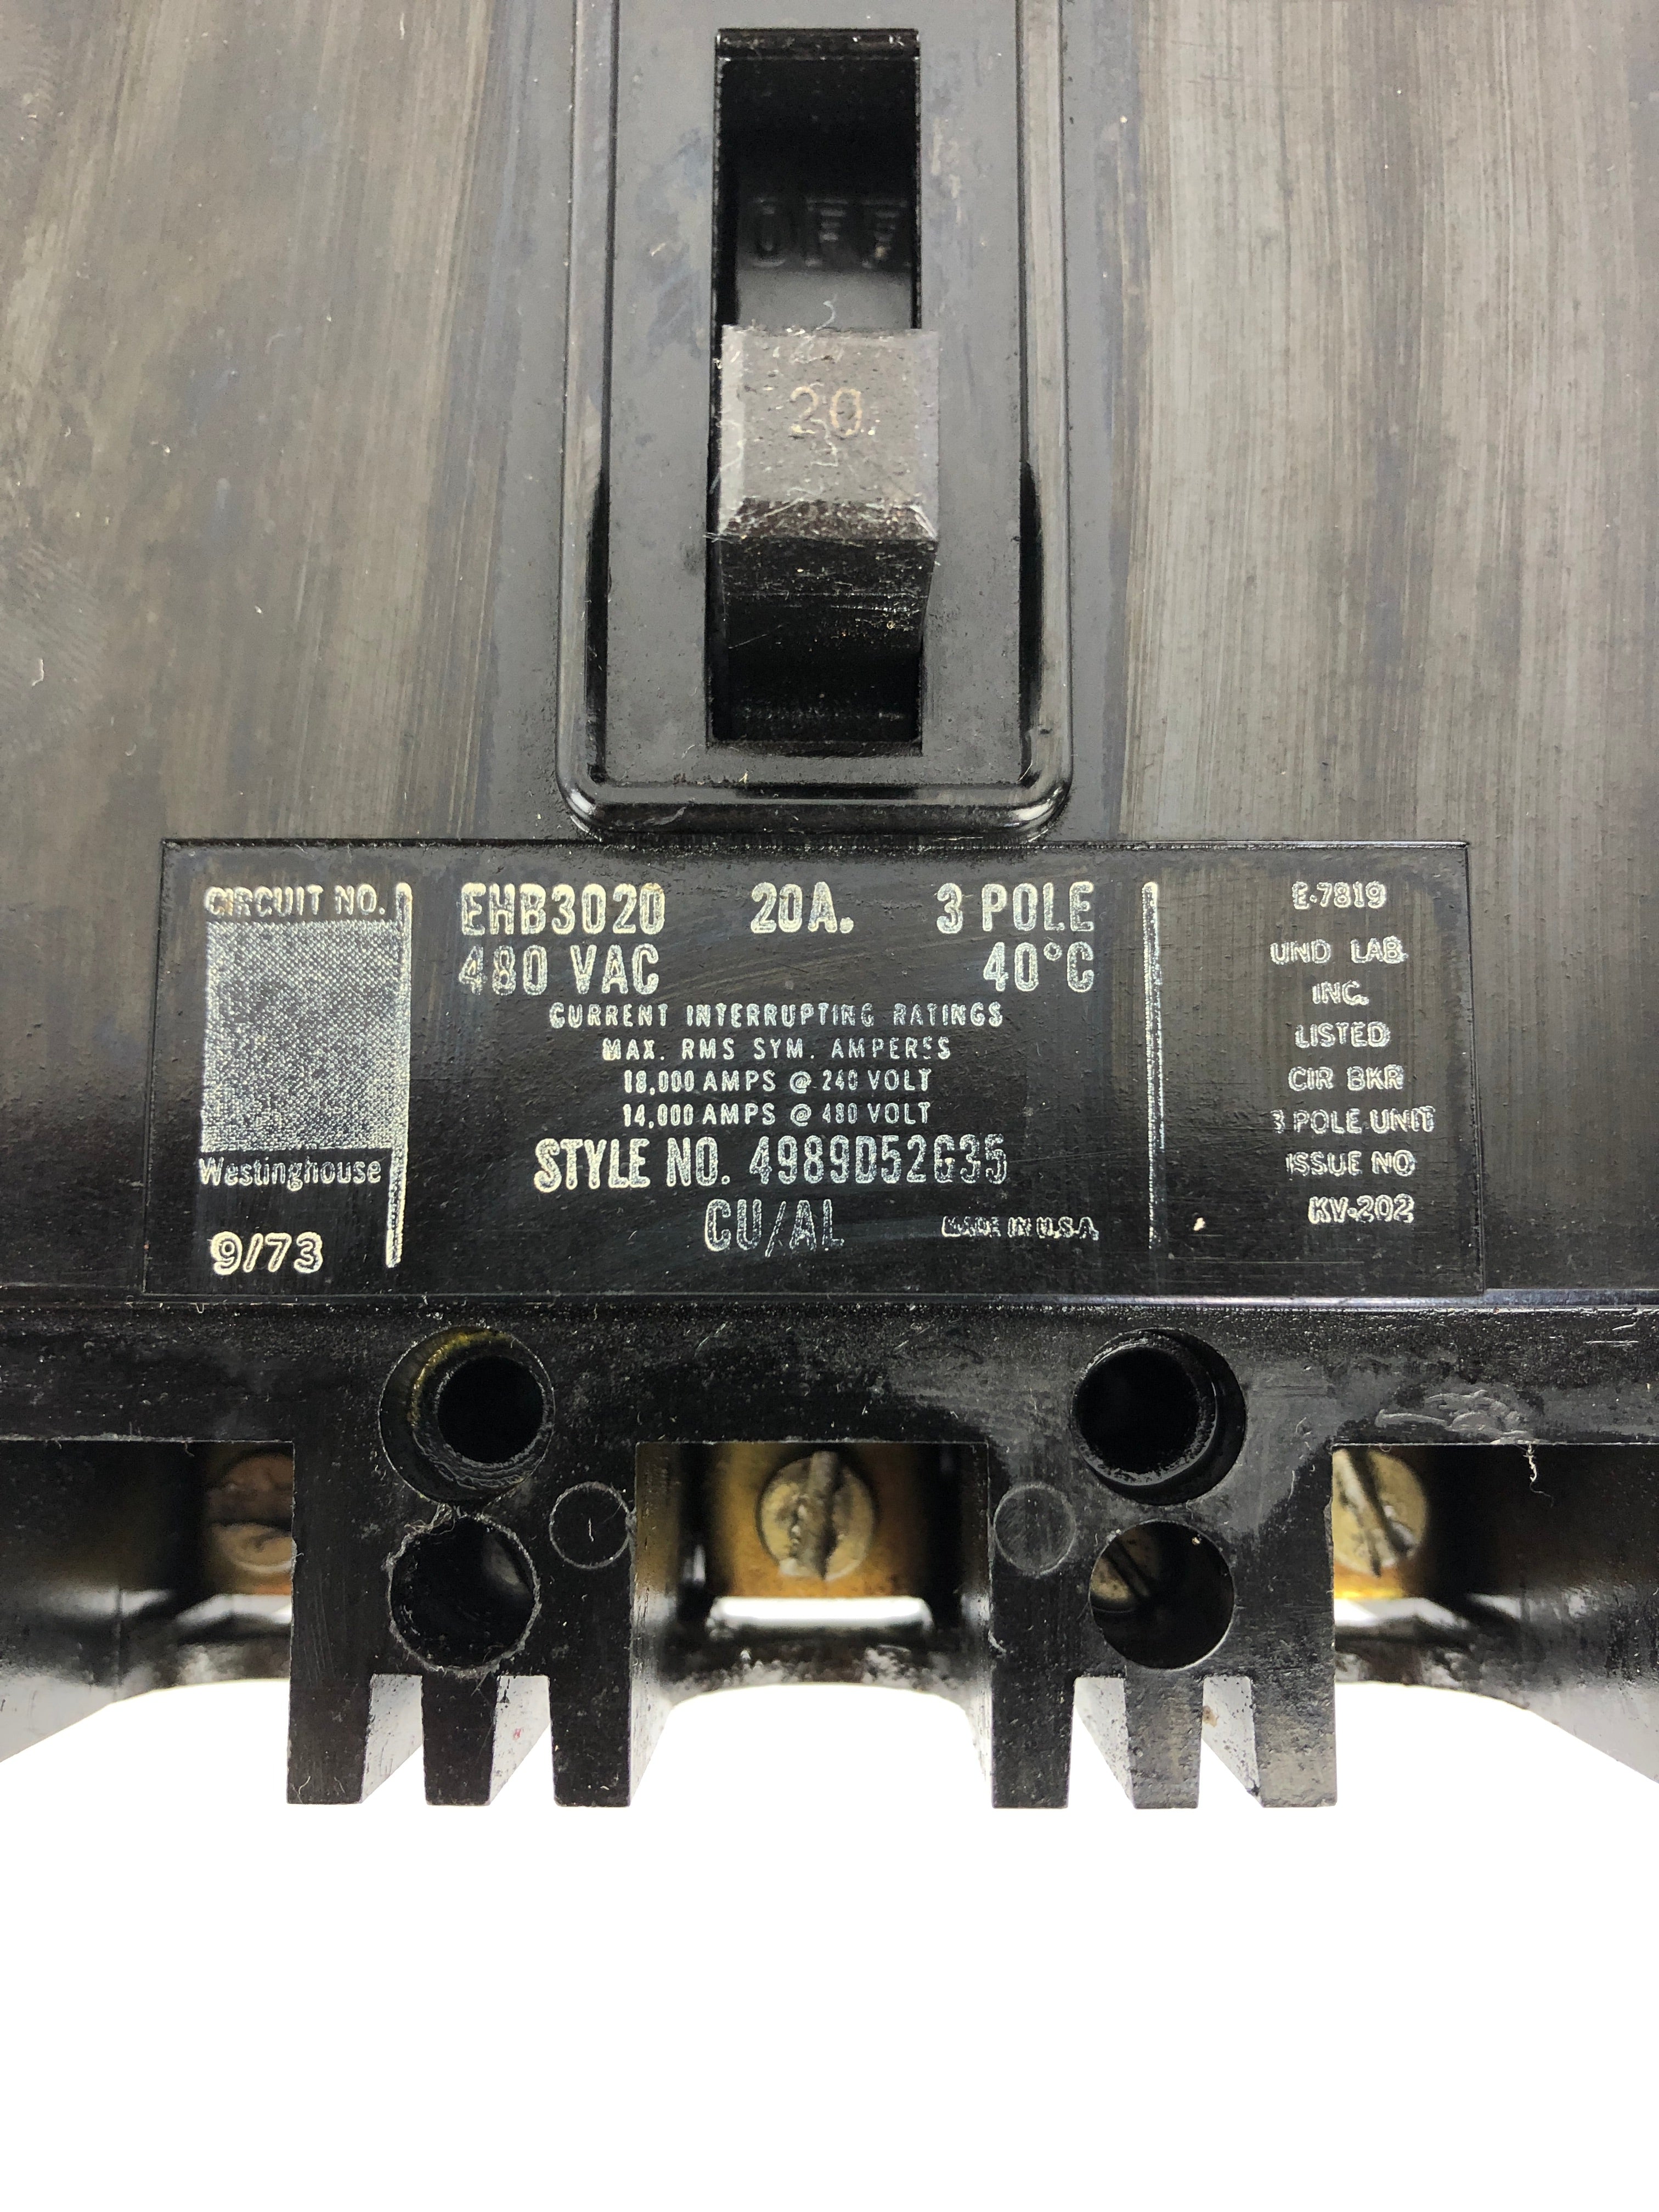 OFF
20
CIRCUIT NO.
Westinghouse
9/73
EHB3020 20A. 3 POLE
480 VAC 40°C
CURRENT INTERRUPTING RATINGS
MAX. RMS SYM. AMPERES
18,000 AMPS @ 240 VOLT
14,000 AMPS @ 480 VOLT
STYLE NO. 4989D52G35
CU/AL MADE IN U.S.A.
E-7819
UND LAB
INC.
LISTED
CIR BKR
3 POLE UNIT
ISSUE NO
KV-202